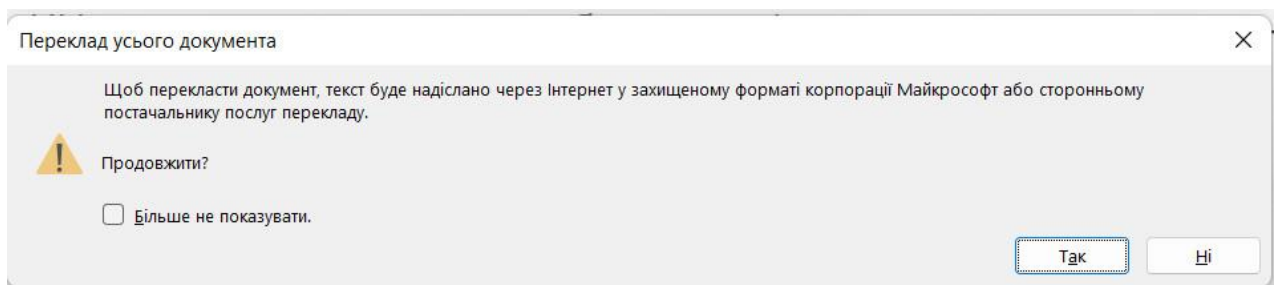 Переклад усього документа
Щоб перекласти документ, текст буде надіслано через Інтернет у захищеному форматі корпорації Майкрософт або сторонньому
постачальнику послуг перекладу.
Продовжити?
Більше не показувати.
Так Ні